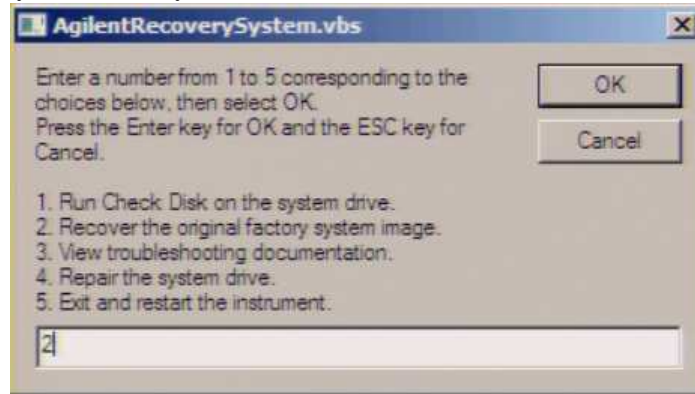 AgilentRecoverySystem.vbs
Enter a number from 1 to 5 corresponding to the
choices below, then select OK.
Press the Enter key for OK and the ESC key for
Cancel.
OK
Cancel
1. Run Check Disk on the system drive.
2. Recover the original factory system image.
3. View troubleshooting documentation.
4. Repair the system drive.
5. Exit and restart the instrument.
2